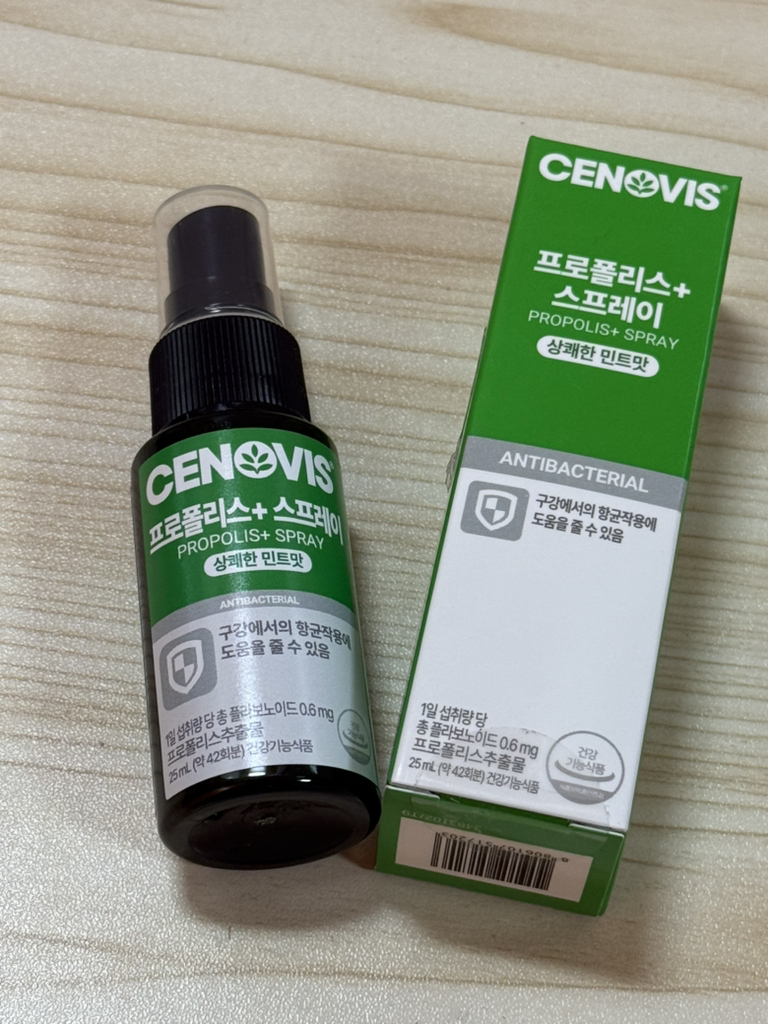 CENOVIS
프로폴리스+ 스프레이
PROPOLIS+ SPRAY
상쾌한 민트맛
ANTIBACTERIAL
구강에서의 항균작용에
도움을 줄 수 있음
1일 섭취량 당 총 플라보노이드 0.6 mg
프로폴리스추출물
25 mL (약 42회분) 건강기능식품
건강
기능식품
CENOVIS
프로폴리스+
스프레이
PROPOLIS+ SPRAY
상쾌한 민트맛
ANTIBACTERIAL
구강에서의 항균작용에
도움을 줄 수 있음
1일 섭취량 당
총 플라보노이드 0.6 mg
프로폴리스추출물
25 mL (약 42회분) 건강기능식품
건강
기능식품